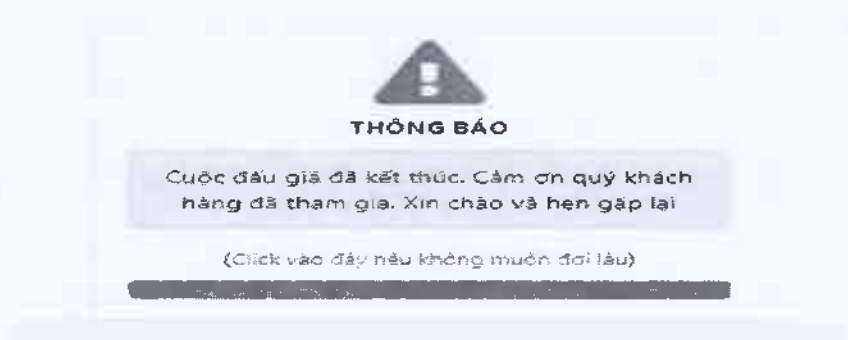 THÔNG BÁO
Cuộc đấu giá đã kết thúc. Cảm ơn quý khách
hàng đã tham gia. Xin chào và hẹn gặp lại
(Click vào đây nếu không muốn đợi lâu)